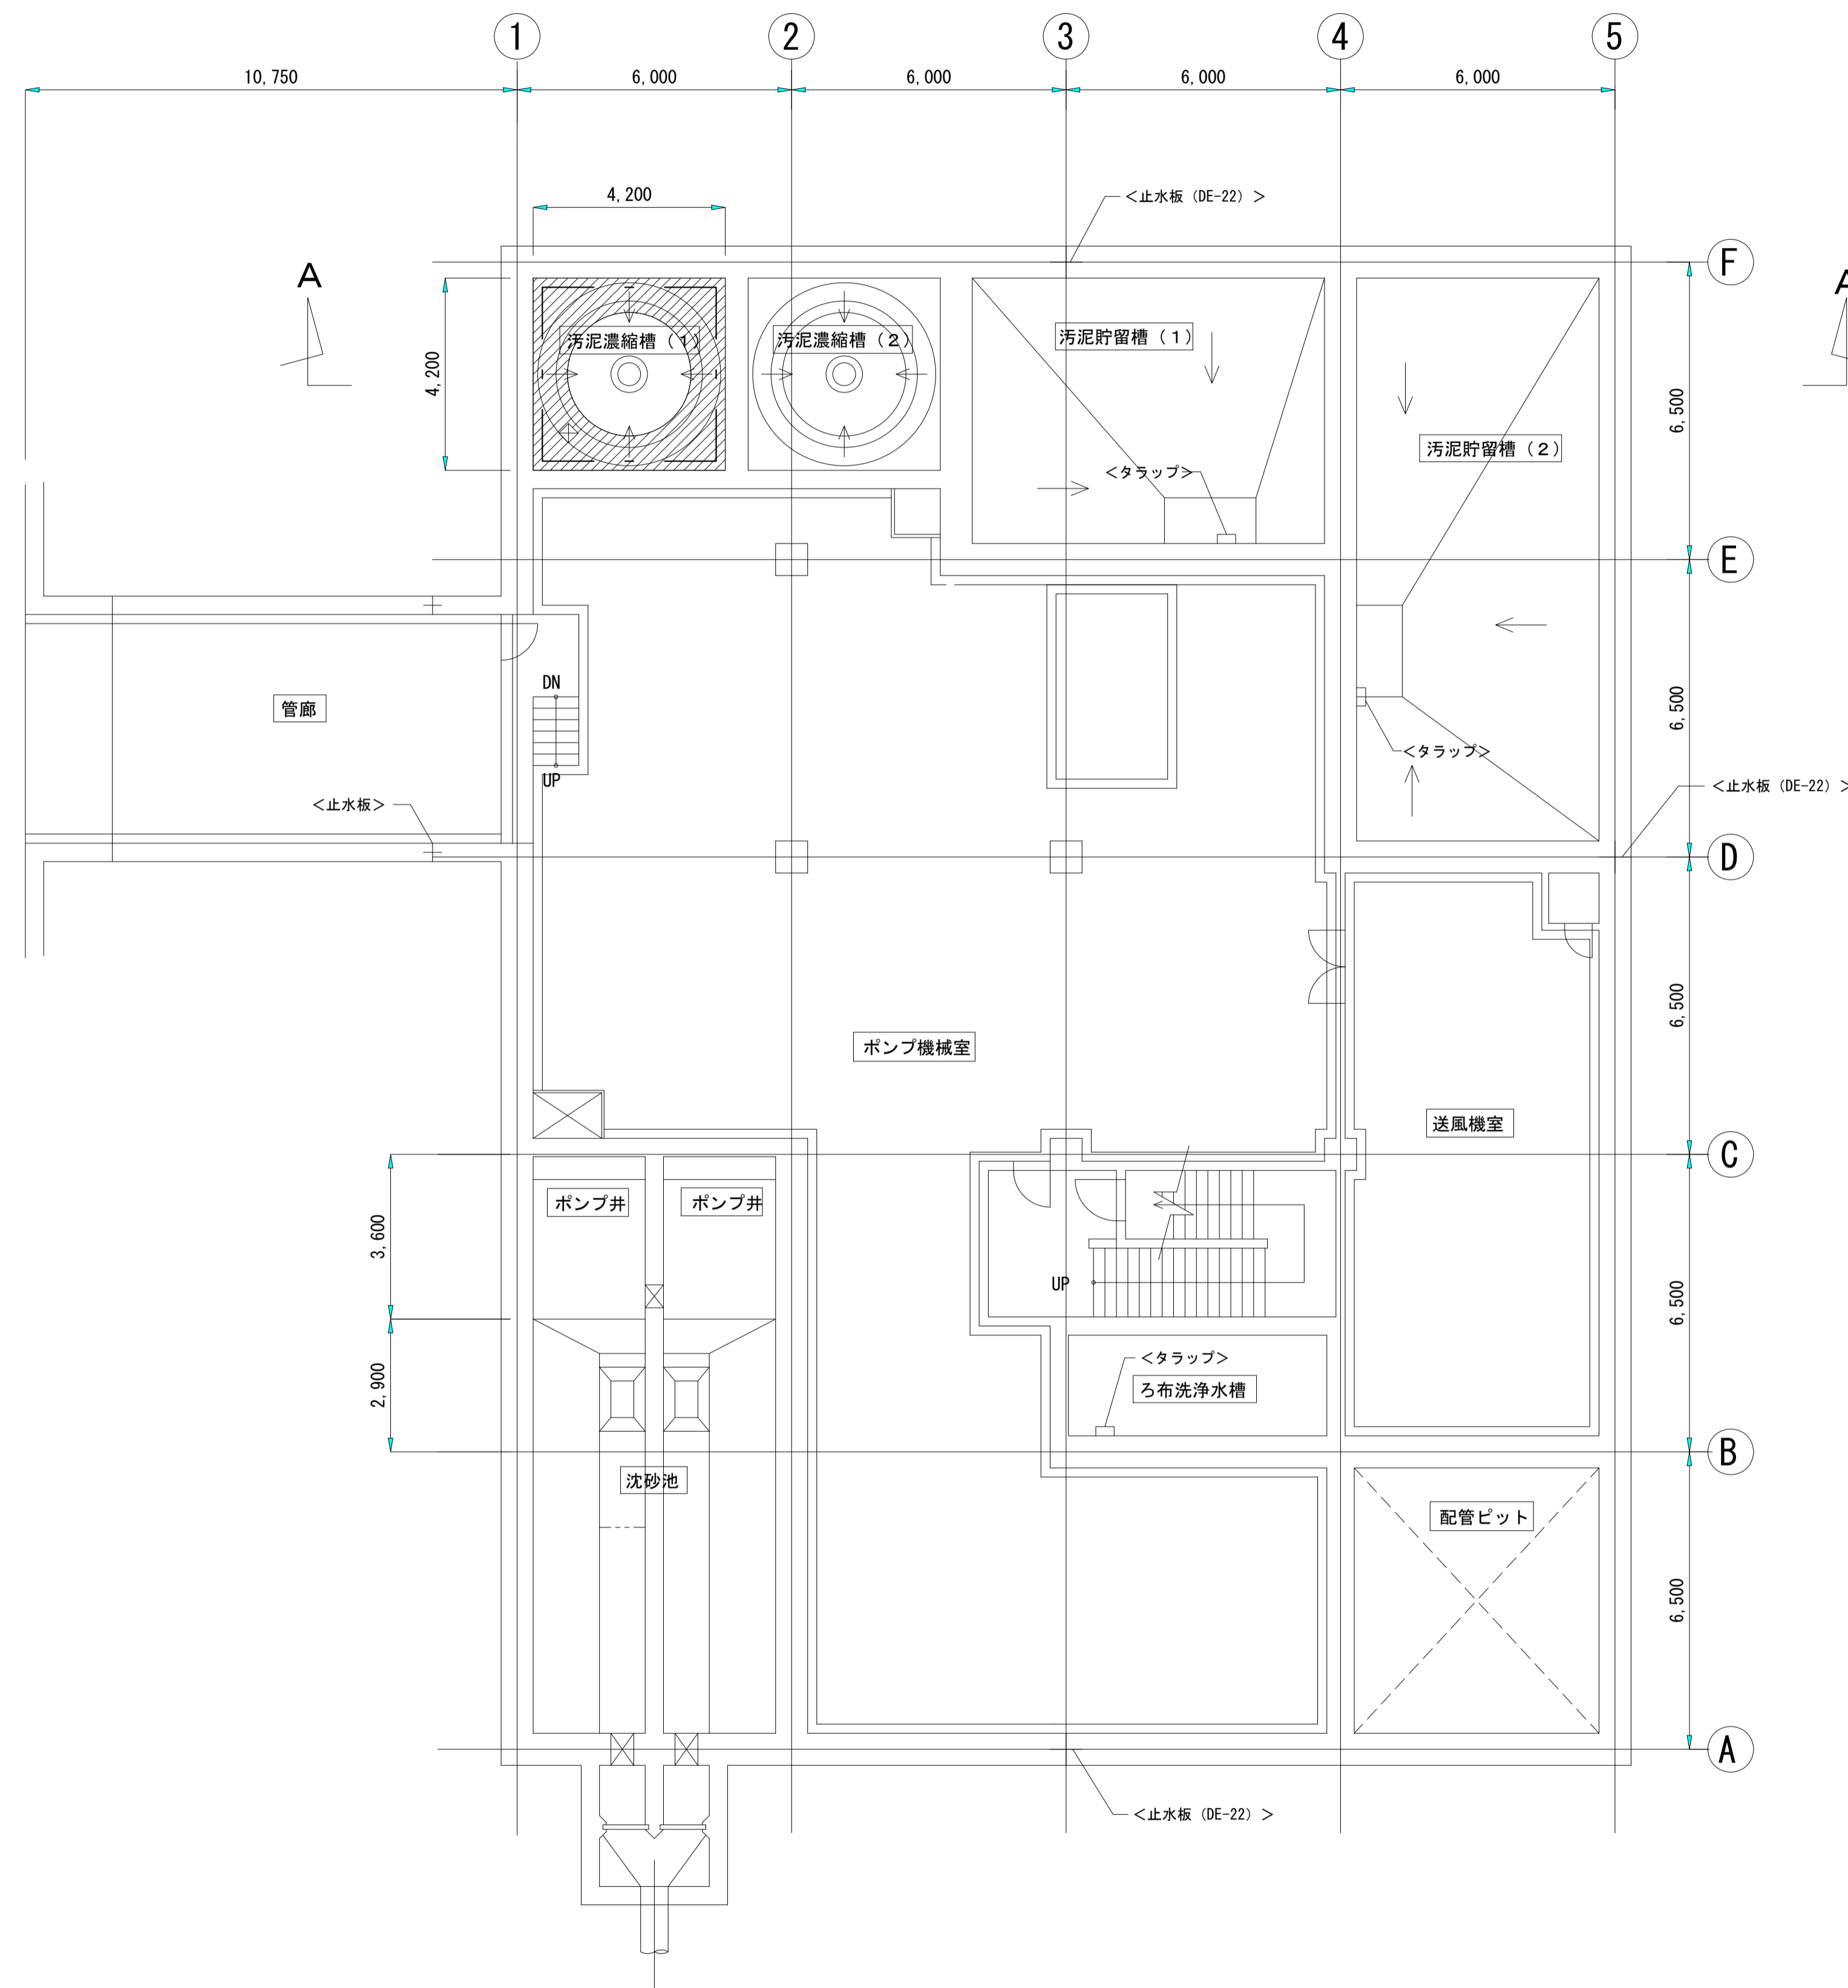 1
2
3
4
5
10,750
6,000
6,000
6,000
6,000
4,200
<止水板（DE-22）>
F
A
A
汚泥濃縮槽（１）
汚泥濃縮槽（２）
汚泥貯留槽（１）
4,200
6,500
汚泥貯留槽（２）
<タラップ>
E
DN
管廊
6,500
<タラップ>
UP
<止水板（DE-22）>
<止水板>
D
6,500
ポンプ機械室
送風機室
C
ポンプ井
ポンプ井
3,600
UP
6,500
<タラップ>
2,900
ろ布洗浄水槽
B
沈砂池
配管ピット
6,500
A
<止水板（DE-22）>